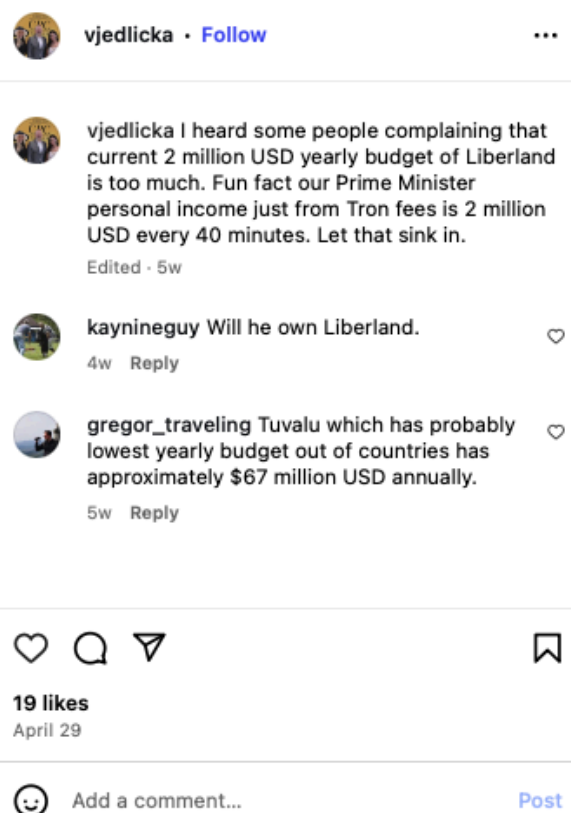 vjedlicka • Follow
vjedlicka I heard some people complaining that
current 2 million USD yearly budget of Liberland
is too much. Fun fact our Prime Minister
personal income just from Tron fees is 2 million
USD every 40 minutes. Let that sink in.
Edited · 5w
kaynineguy Will he own Liberland.
4w Reply
gregor_traveling Tuvalu which has probably
lowest yearly budget out of countries has
approximately $67 million USD annually.
5w Reply
19 likes
April 29
Add a comment...
Post